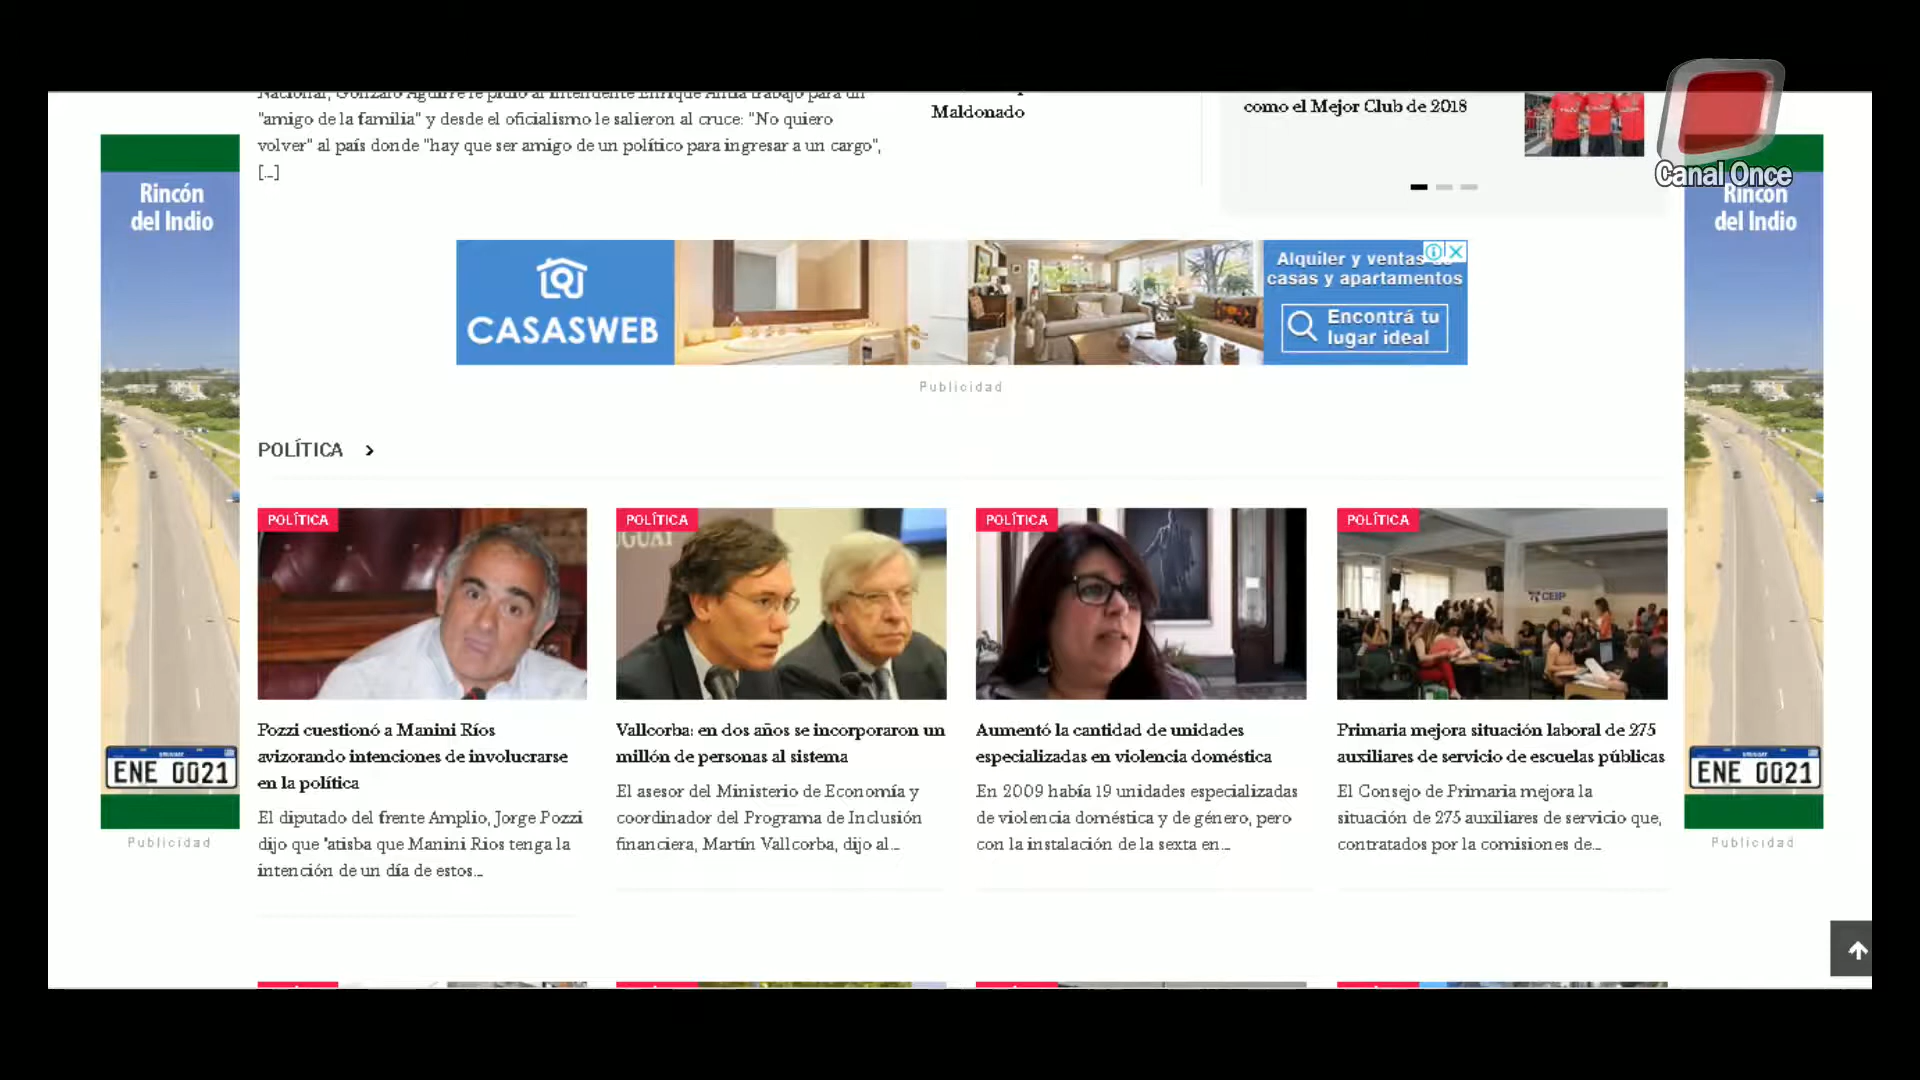 "amigo de la familia" y desde el oficialismo le salieron al cruce: "No quiero
volver" al país donde "hay que ser amigo de un político para ingresar a un cargo",
[...]
Maldonado
como el Mejor Club de 2018
Canal Once
Rincón
del Indio
URUGUAY
ENE 0021
Publicidad
CASASWEB
Alquiler y ventas
casas y apartamentos
Encontrá tu
lugar ideal
Publicidad
Rincón
del Indio
URUGUAY
ENE 0021
Publicidad
POLÍTICA
POLÍTICA
Pozzi cuestionó a Manini Ríos
avizorando intenciones de involucrarse
en la política
El diputado del frente Amplio, Jorge Pozzi
dijo que "atisba que Manini Rios tenga la
intención de un día de estos...
POLÍTICA
UGUAY
Vallcorba: en dos años se incorporaron un
millón de personas al sistema
El asesor del Ministerio de Economía y
coordinador del Programa de Inclusión
financiera, Martín Vallcorba, dijo al...
POLÍTICA
Aumentó la cantidad de unidades
especializadas en violencia doméstica
En 2009 había 19 unidades especializadas
de violencia doméstica y de género, pero
con la instalación de la sexta en...
POLÍTICA
CEIP
Primaria mejora situación laboral de 275
auxiliares de servicio de escuelas públicas
El Consejo de Primaria mejora la
situación de 275 auxiliares de servicio que,
contratados por la comisiones de...